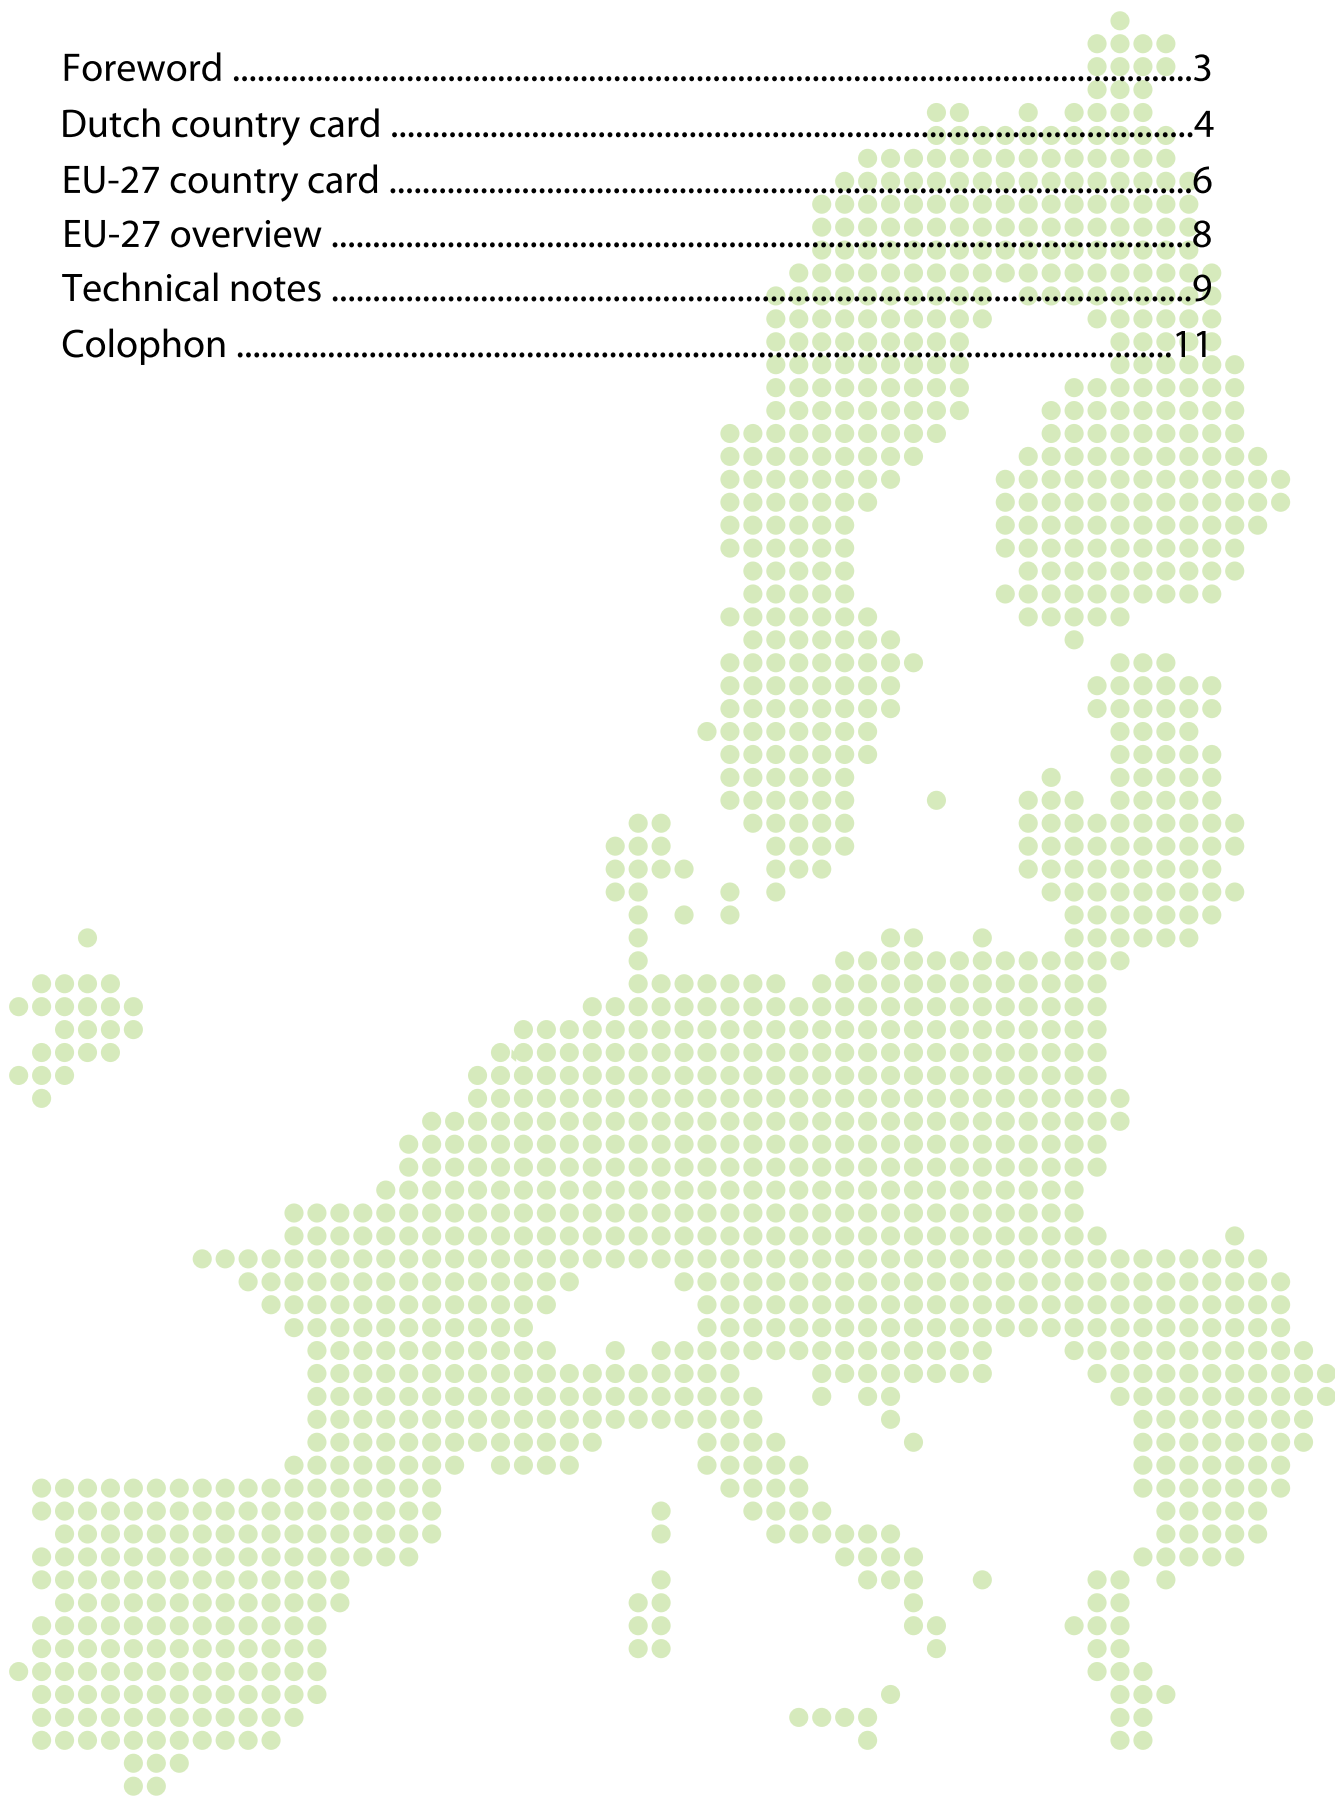 Foreword ........................................................................................................................3
Dutch country card ....................................................................................................4
EU-27 country card ....................................................................................................6
EU-27 overview ...........................................................................................................8
Technical notes ...........................................................................................................9
Colophon ....................................................................................................................11